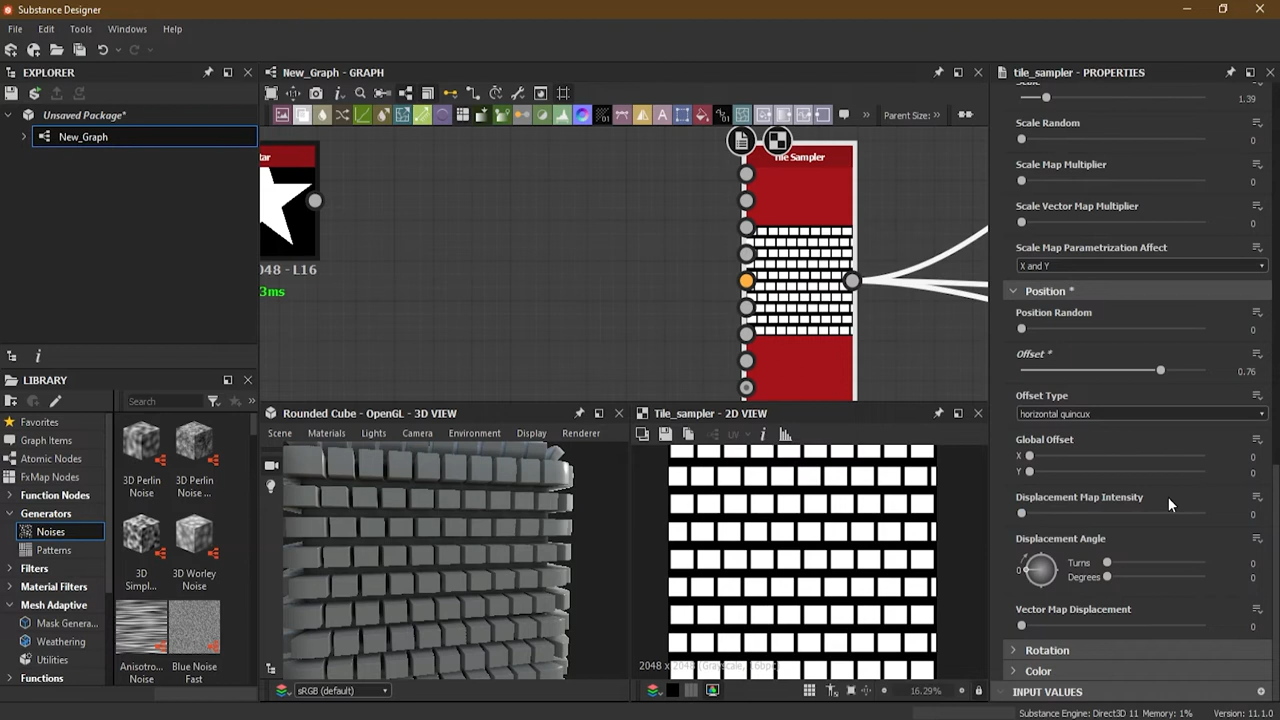 Substance Designer
File Edit Tools Windows Help
EXPLORER
New_Graph - GRAPH
tile_sampler - PROPERTIES
Unsaved Package*
New_Graph
Parent Size:
Tile Sampler
048 - L16
3ms
1.39
Scale Random
0
Scale Map Multiplier
0
Scale Vector Map Multiplier
0
Scale Map Parametrization Affect
X and Y
Position *
Position Random
0
Offset *
0.76
Offset Type
horizontal quincux
Global Offset
X 0
Y 0
Displacement Map Intensity
0
Displacement Angle
0 Turns 0
Degrees 0
Vector Map Displacement
0
Rotation
Color
INPUT VALUES
LIBRARY
Search
Favorites
Graph Items
Atomic Nodes
FxMap Nodes
Function Nodes
Generators
Noises
Patterns
Filters
Material Filters
Mesh Adaptive
Mask Genera...
Weathering
Utilities
Functions
3D Perlin Noise
3D Perlin Noise ...
3D Simpl...
3D Worley Noise
Anisotro... Noise
Blue Noise Fast
Rounded Cube - OpenGL - 3D VIEW
Scene Materials Lights Camera Environment Display Renderer
sRGB (default)
Tile_sampler - 2D VIEW
UV
2048 x 2048 (Grayscale, 16bpc)
16.29%
Substance Engine: Direct3D 11 Memory: 1% Version: 11.1.0